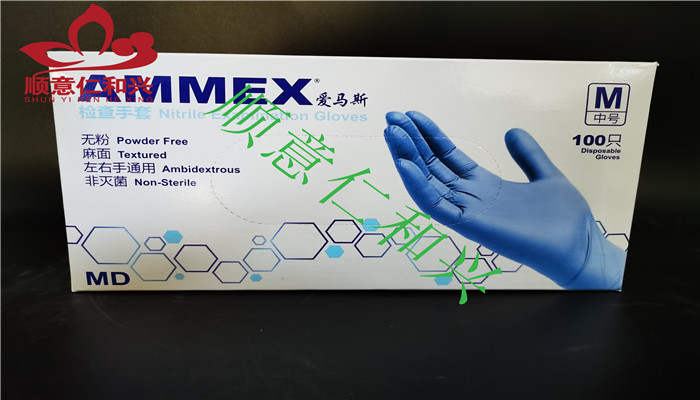 AMMEX® 爱马斯
顺意仁和兴
检查手套 Nitrile Examination Gloves
M
中号
无粉 Powder Free
麻面 Textured
左右手通用 Ambidextrous
非灭菌 Non-Sterile
100只
Disposable
Gloves
MD
顺意仁和兴